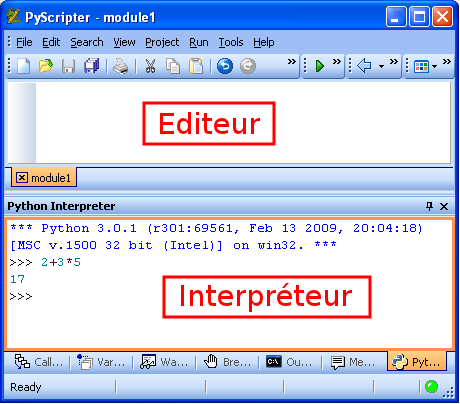 PyScripter - module1
File Edit Search View Project Run Tools Help
Editeur
module1
Python Interpreter
*** Python 3.0.1 (r301:69561, Feb 13 2009, 20:04:18)
[MSC v.1500 32 bit (Intel)] on win32. ***
>>> 2+3*5
17
>>>
Interpréteur
Call... Var... Wa... Bre... Ou... Me... Pyt...
Ready